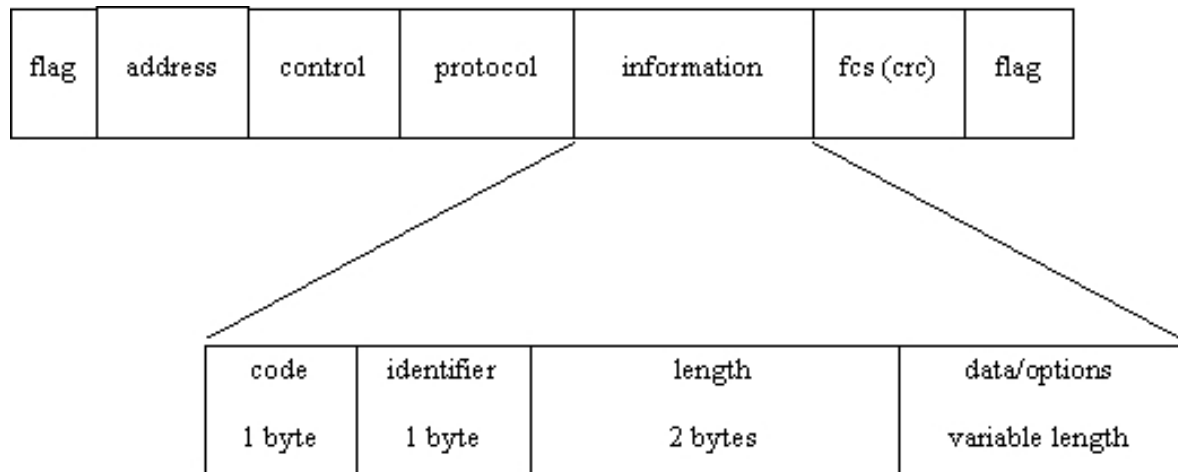 flag address control protocol information fcs (crc) flag
code identifier length data/options
1 byte 1 byte 2 bytes variable length